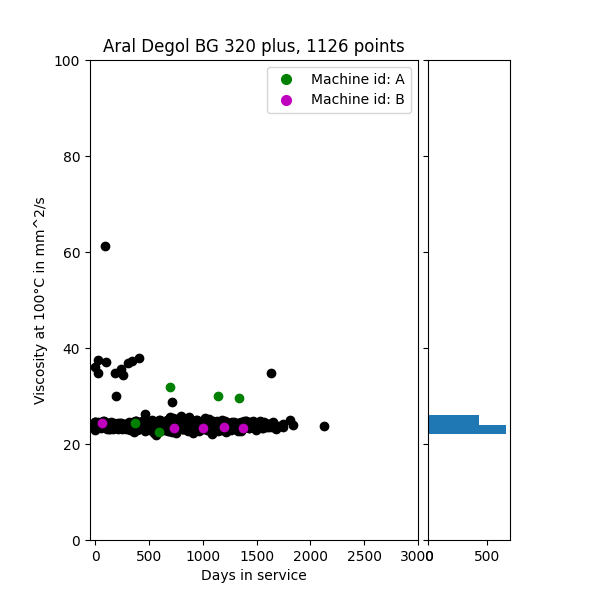 Aral Degol BG 320 plus, 1126 points
Machine id: A
Machine id: B
Viscosity at 100°C in mm^2/s
100
80
60
40
20
0
0 500 1000 1500 2000 2500 3000
0 500
Days in service